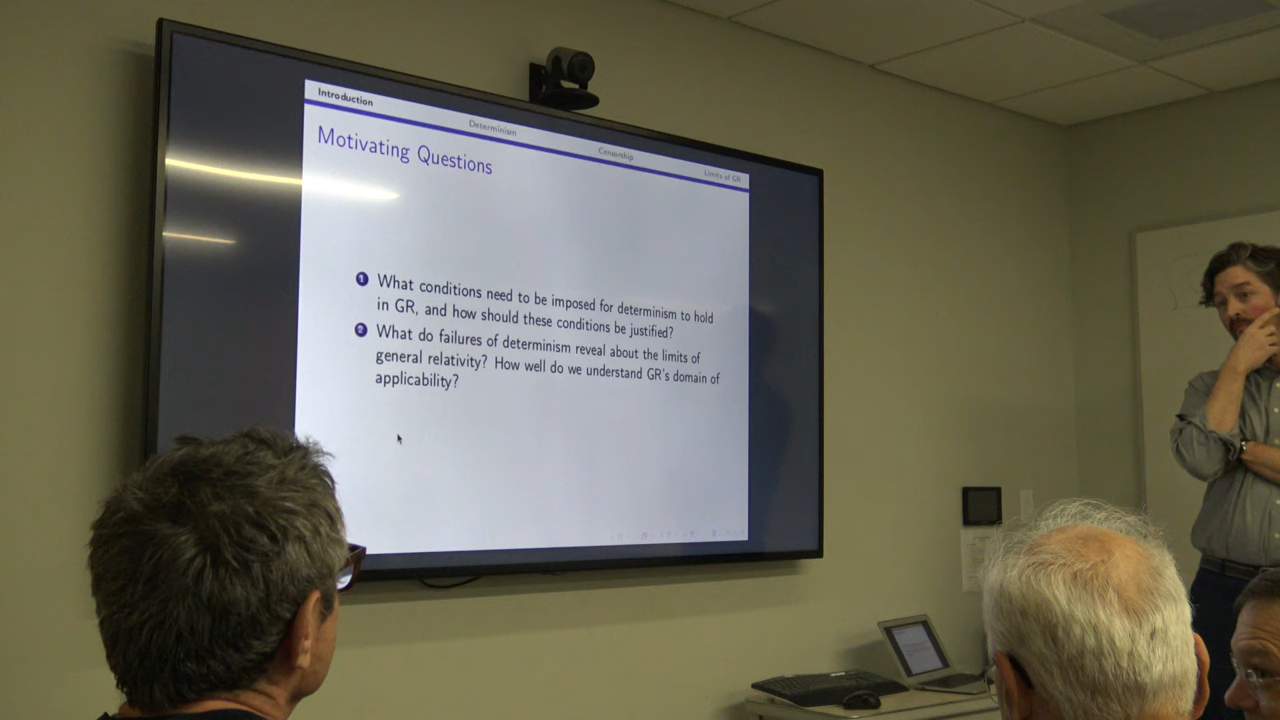 Introduction
Determinism
Censorship
Limits of GR
Motivating Questions
1 What conditions need to be imposed for determinism to hold
in GR, and how should these conditions be justified?
2 What do failures of determinism reveal about the limits of
general relativity? How well do we understand GR's domain of
applicability?